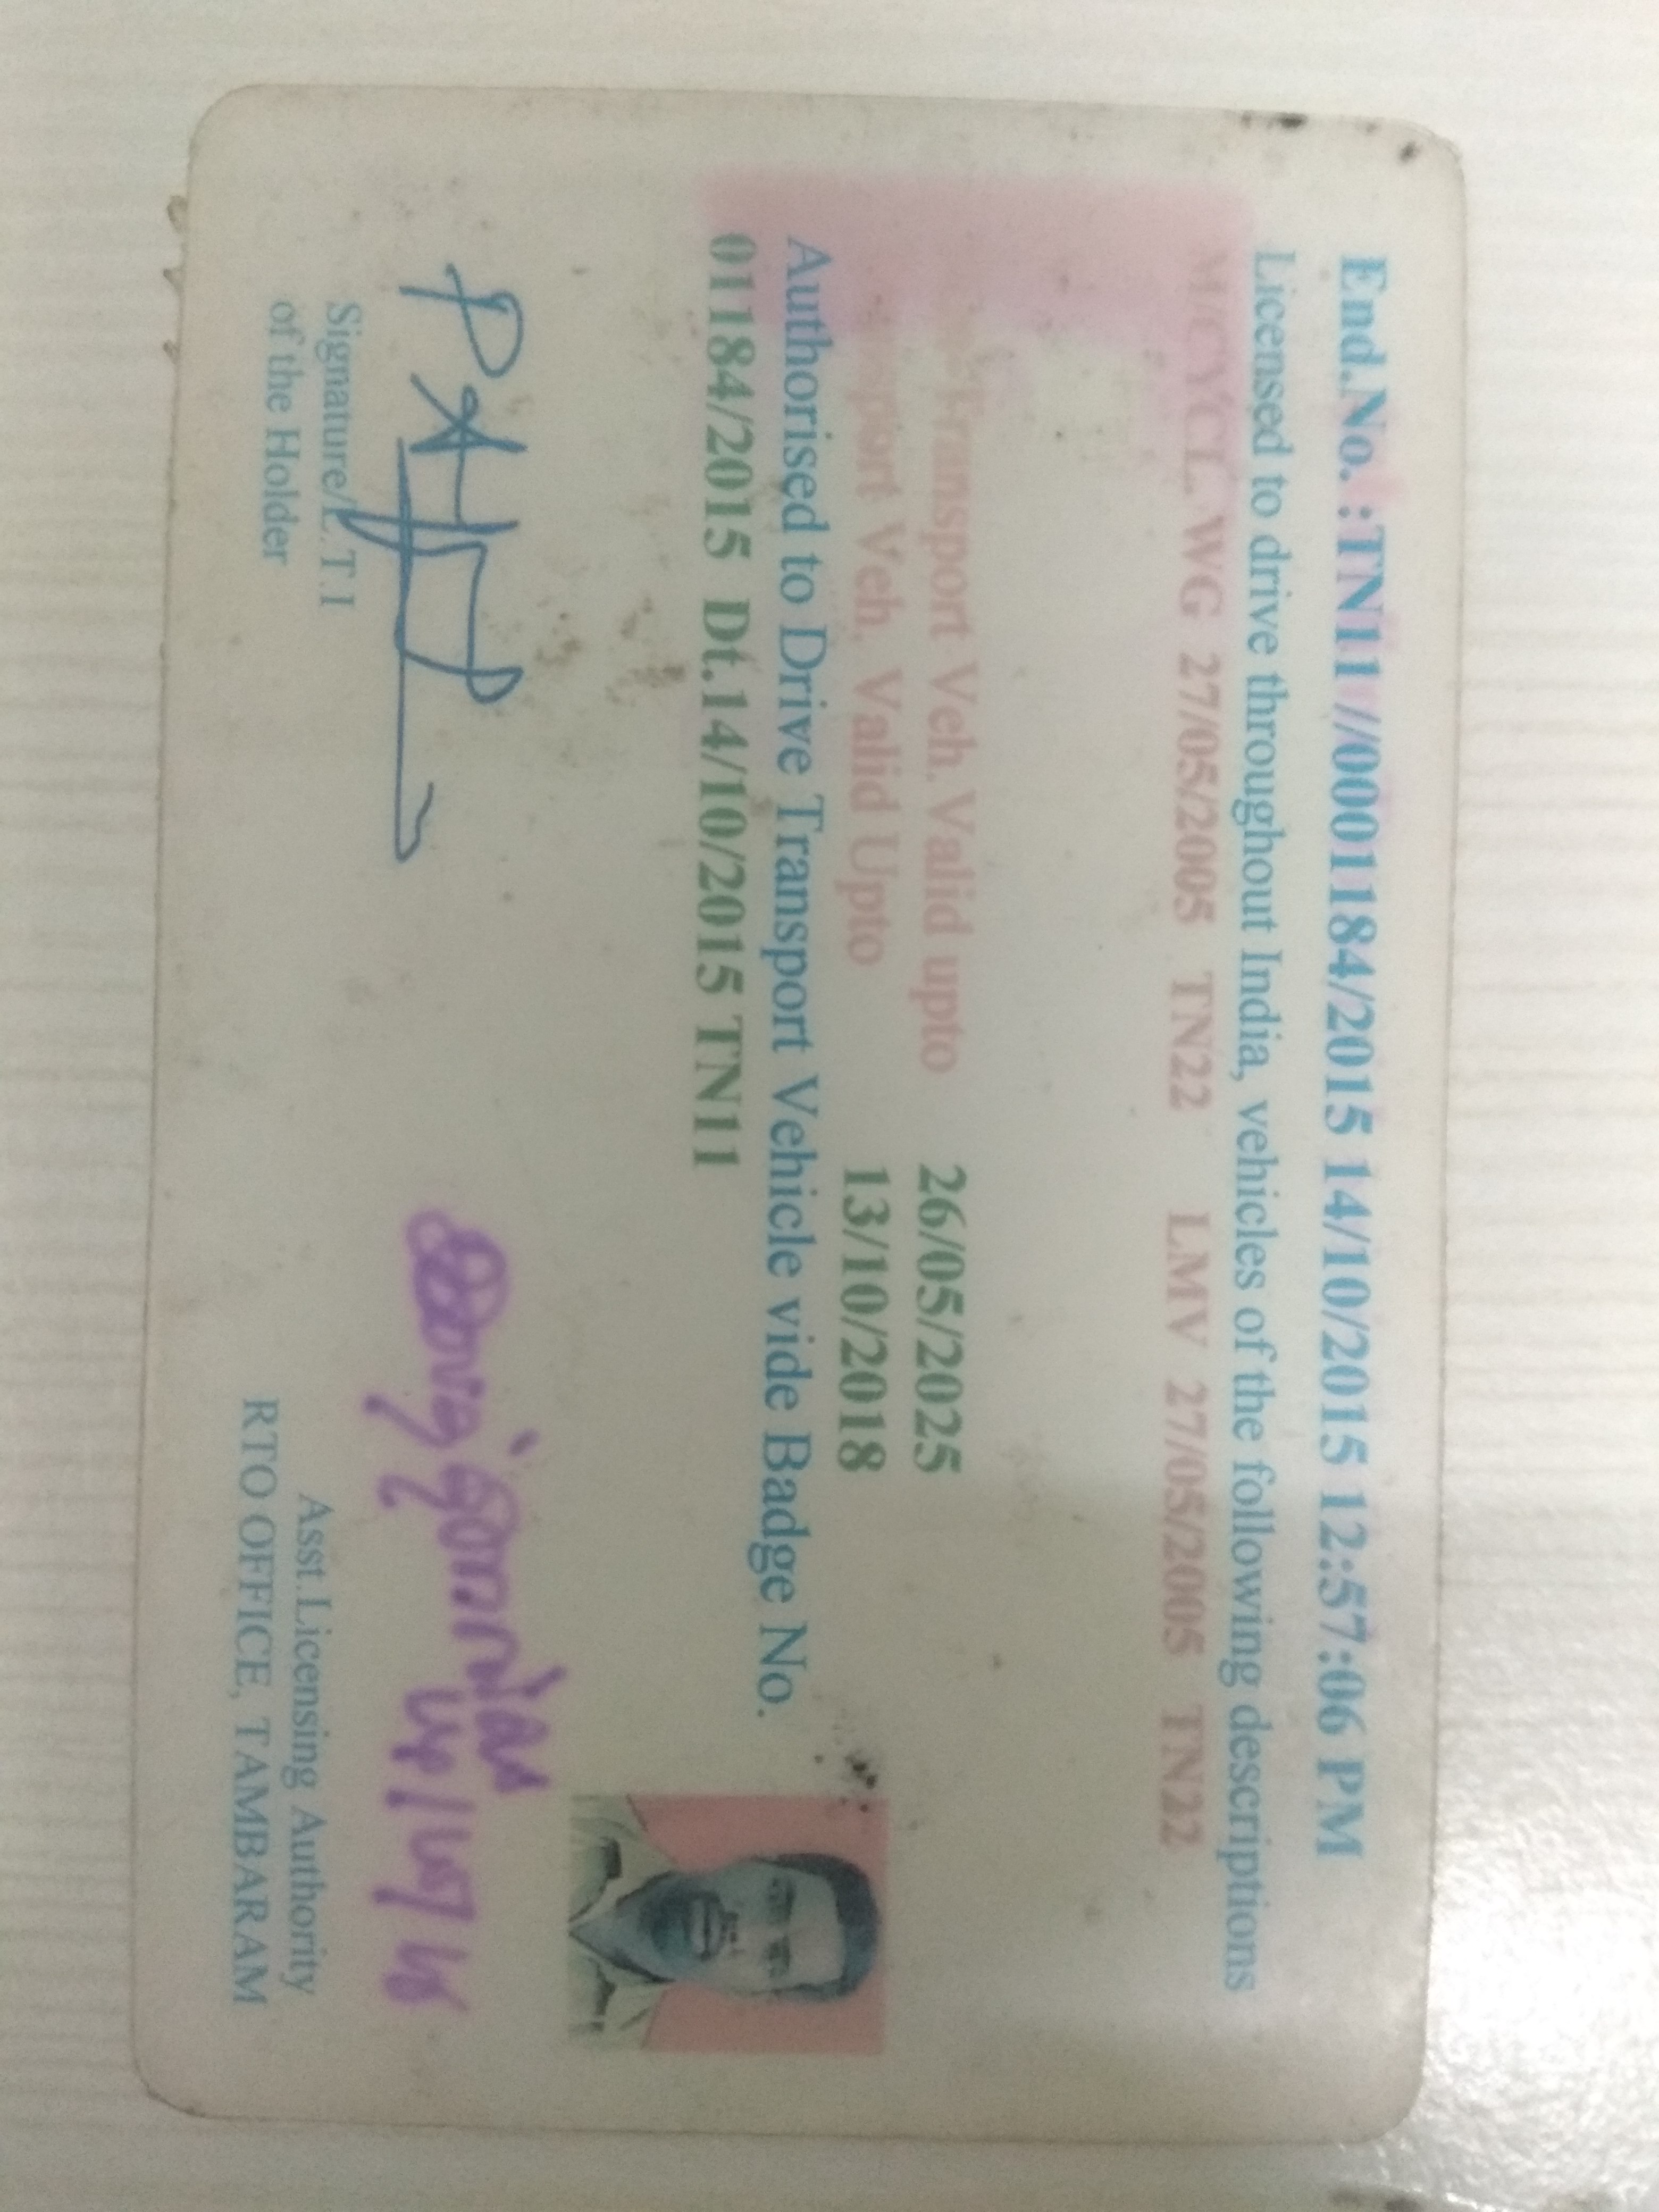 End.No. :TN11 //0001184/2015 14/10/2015 12:57:06 PM
Licensed to drive throughout India, vehicles of the following descriptions
M/CYCL. WG 27/05/2005 TN22 LMV 27/05/2005 TN22
Transport Veh. Valid upto 26/05/2025
Veh. Valid Upto 13/10/2018
Authorised to Drive Transport Vehicle vide Badge No.
01184/2015 Dt.14/10/2015 TN11
Signature/L.T.I
of the Holder
Asst.Licensing Authority
RTO OFFICE, TAMBARAM